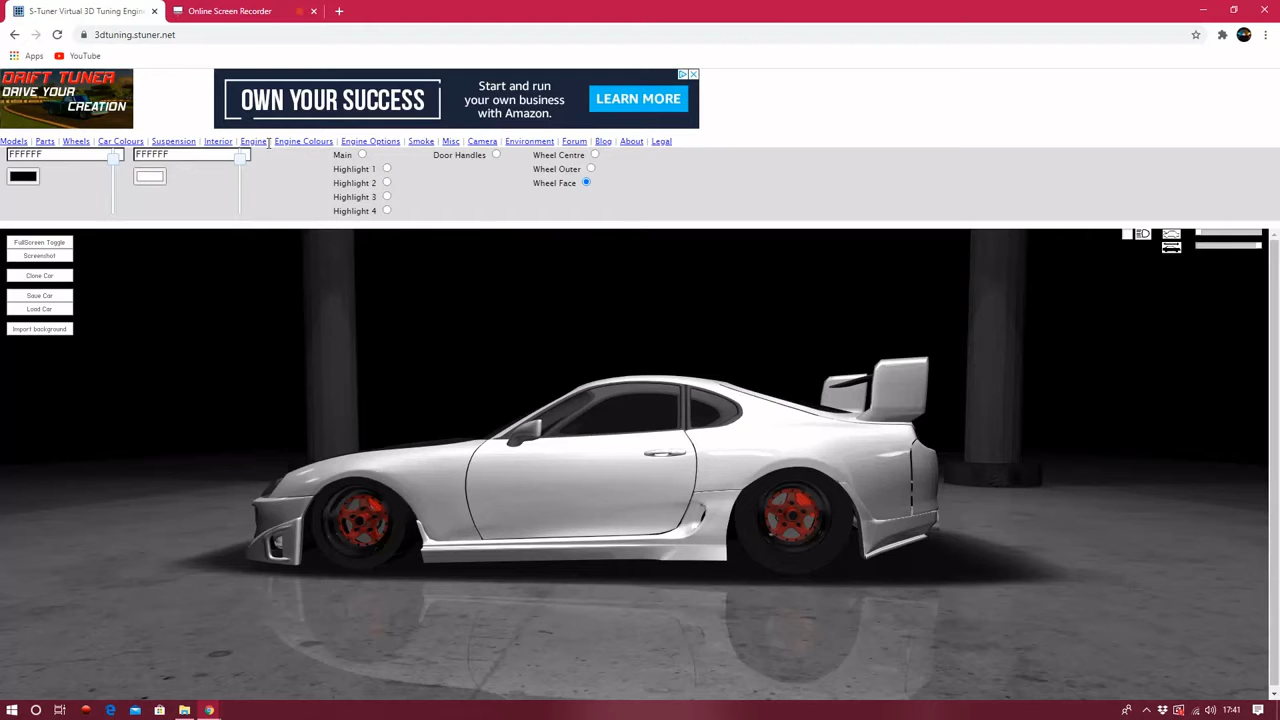 S-Tuner Virtual 3D Tuning Engin
Online Screen Recorder
3dtuning.stuner.net
Apps
YouTube
DRIFT TUNER
DRIVE YOUR
CREATION
OWN YOUR SUCCESS
Start and run
your own business
with Amazon.
LEARN MORE
Models | Parts | Wheels | Car Colours | Suspension | Interior | Engine | Engine Colours | Engine Options | Smoke | Misc | Camera | Environment | Forum | Blog | About | Legal
FFFFFF
FFFFFF
Main
Door Handles
Wheel Centre
Highlight 1
Wheel Outer
Highlight 2
Wheel Face
Highlight 3
Highlight 4
FullScreen Toggle
Screenshot
Clone Car
Save Car
Load Car
Import background
17:41